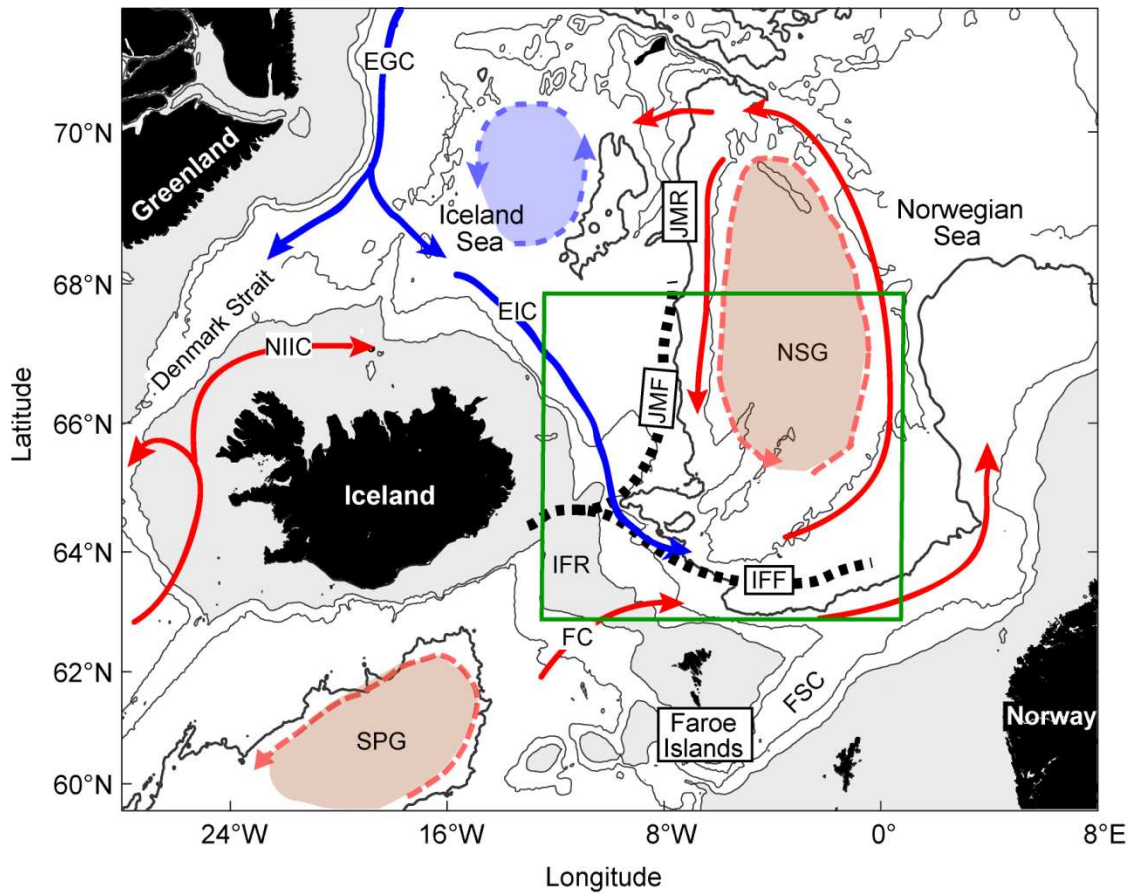 EGC
70°N
Greenland
Iceland
Sea
JMR
Norwegian
Sea
68°N
Denmark Strait
EIC
NIIC
NSG
JMF
66°N
Latitude
Iceland
64°N
IFR
IFF
FC
62°N
FSC
SPG
Faroe
Islands
Norway
60°N
24°W
16°W
8°W
0°
8°E
Longitude